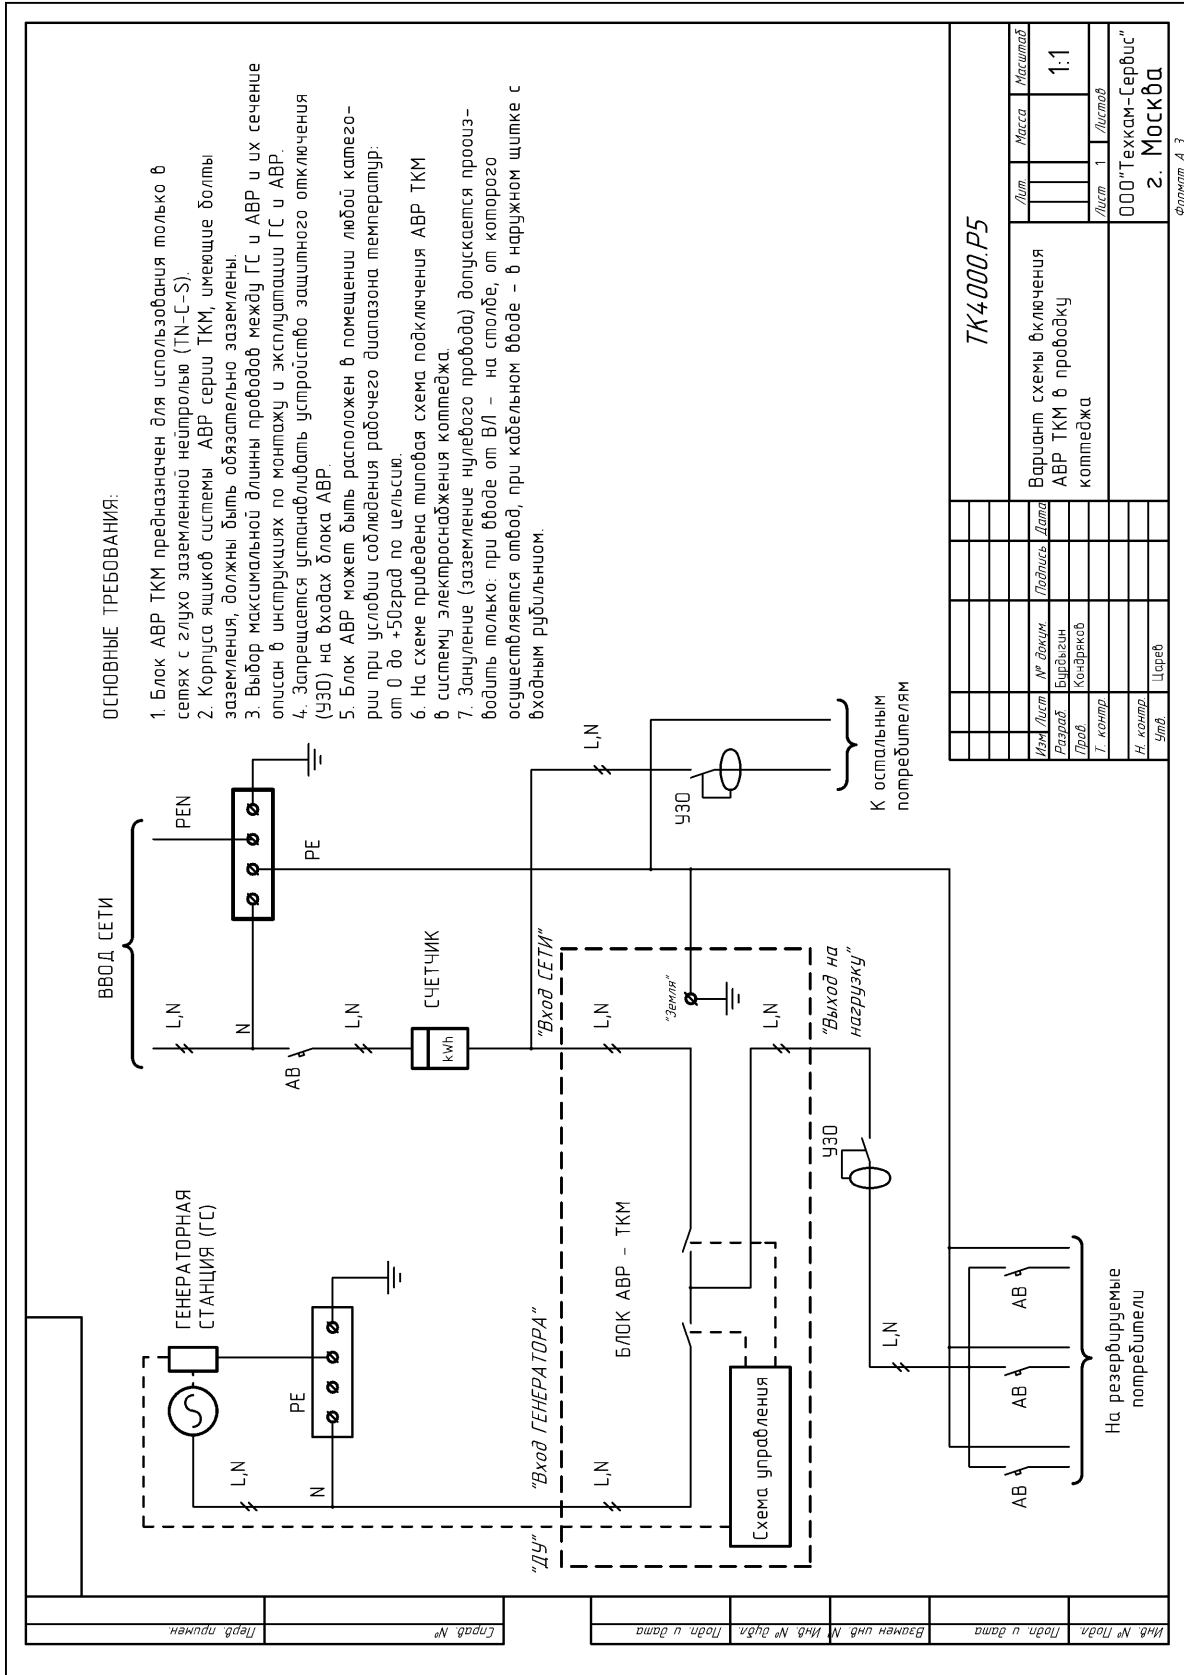 ОСНОВНЫЕ ТРЕБОВАНИЯ:
1. Блок АВР ТКМ предназначен для использования только в
сетях с глухо заземленной нейтролью (TN-C-S).
2. Корпуса ящиков системы АВР серии ТКМ, имеющие болты
заземления, должны быть обязательно заземлены.
3. Выбор максимальной длинны проводов между ГС и АВР и их сечение
описан в инструкциях по монтажу и эксплуатации ГС и АВР.
4. Запрещается устанавливать устройство защитного отключения
(УЗО) на входах блока АВР.
5. Блок АВР может быть расположен в помещении любой катего-
рии при условии соблюдения рабочего диапазона температур:
от 0 до +50град по цельсию.
6. На схеме приведена типовая схема подключения АВР ТКМ
в систему электроснабжения коттеджа.
7. Зануление (заземление нулевого провода) допускается прооиз-
водить только: при вводе от ВЛ - на столбе, от которого
осуществляется отвод, при кабельном вводе - в наружном щитке с
входным рубильниом.
ВВОД СЕТИ
L,N
PEN
N
PE
АВ
L,N
СЧЕТЧИК
kWh
"Вход СЕТИ"
L,N
L,N
УЗО
К остальным
потребителям
ГЕНЕРАТОРНАЯ
СТАНЦИЯ (ГС)
PE
L,N
N
"ДУ"
"Вход ГЕНЕРАТОРА"
L,N
БЛОК АВР - ТКМ
Схема управления
"Земля"
L,N
"Выход на
нагрузку"
УЗО
L,N
АВ
АВ
АВ
На резервируемые
потребители
ТК4000.Р5
Вариант схемы включения
АВР ТКМ в проводку
коттеджа
Лит.
Масса
Масштаб
1:1
Лист 1
Листов
ООО"Техкам-Сервис"
г. Москва
Изм
Лист
№ докум.
Подпись
Дата
Разраб.
Бурдыгин
Пров.
Кондряков
Т. контр.
Н. контр.
Утв.
Царев
Формат А 3
Перв. примен.
Справ. №
Подп. и дата
Инв. № дубл.
Взамен инв. №
Подп. и дата
Инв. № Подл.